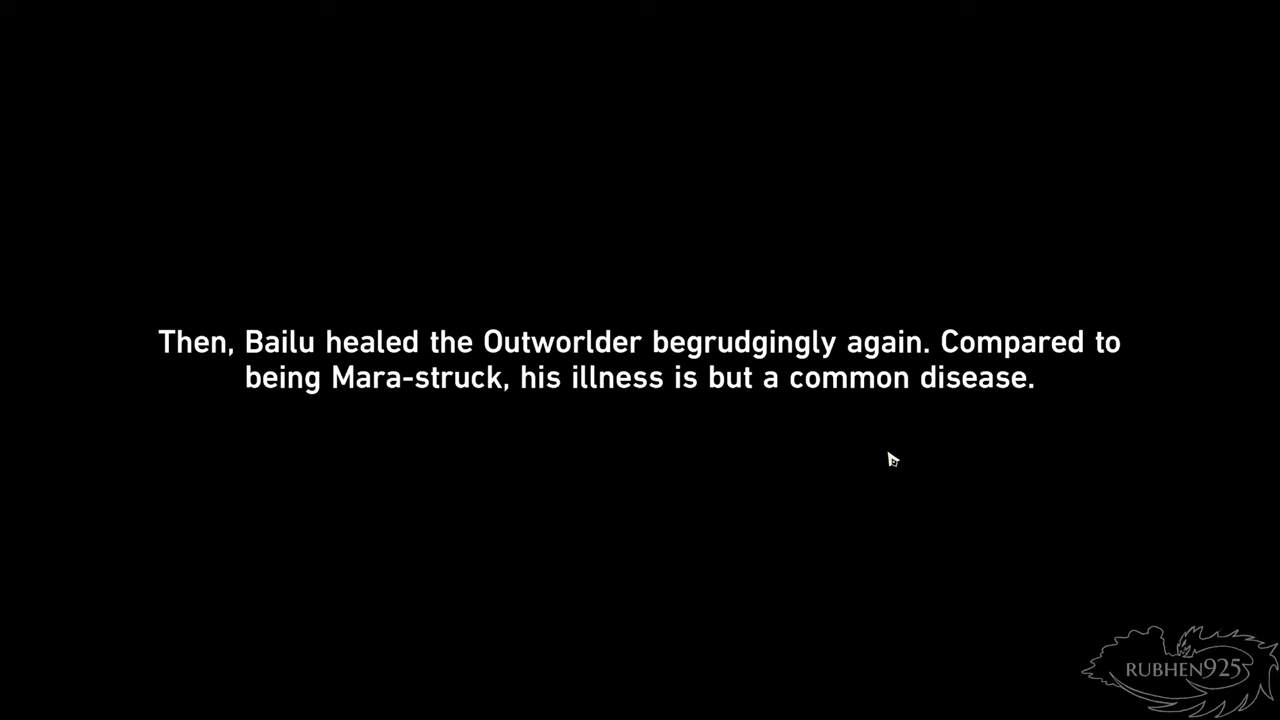 Then, Bailu healed the Outworlder begrudgingly again. Compared to
being Mara-struck, his illness is but a common disease.
RUBHEN925